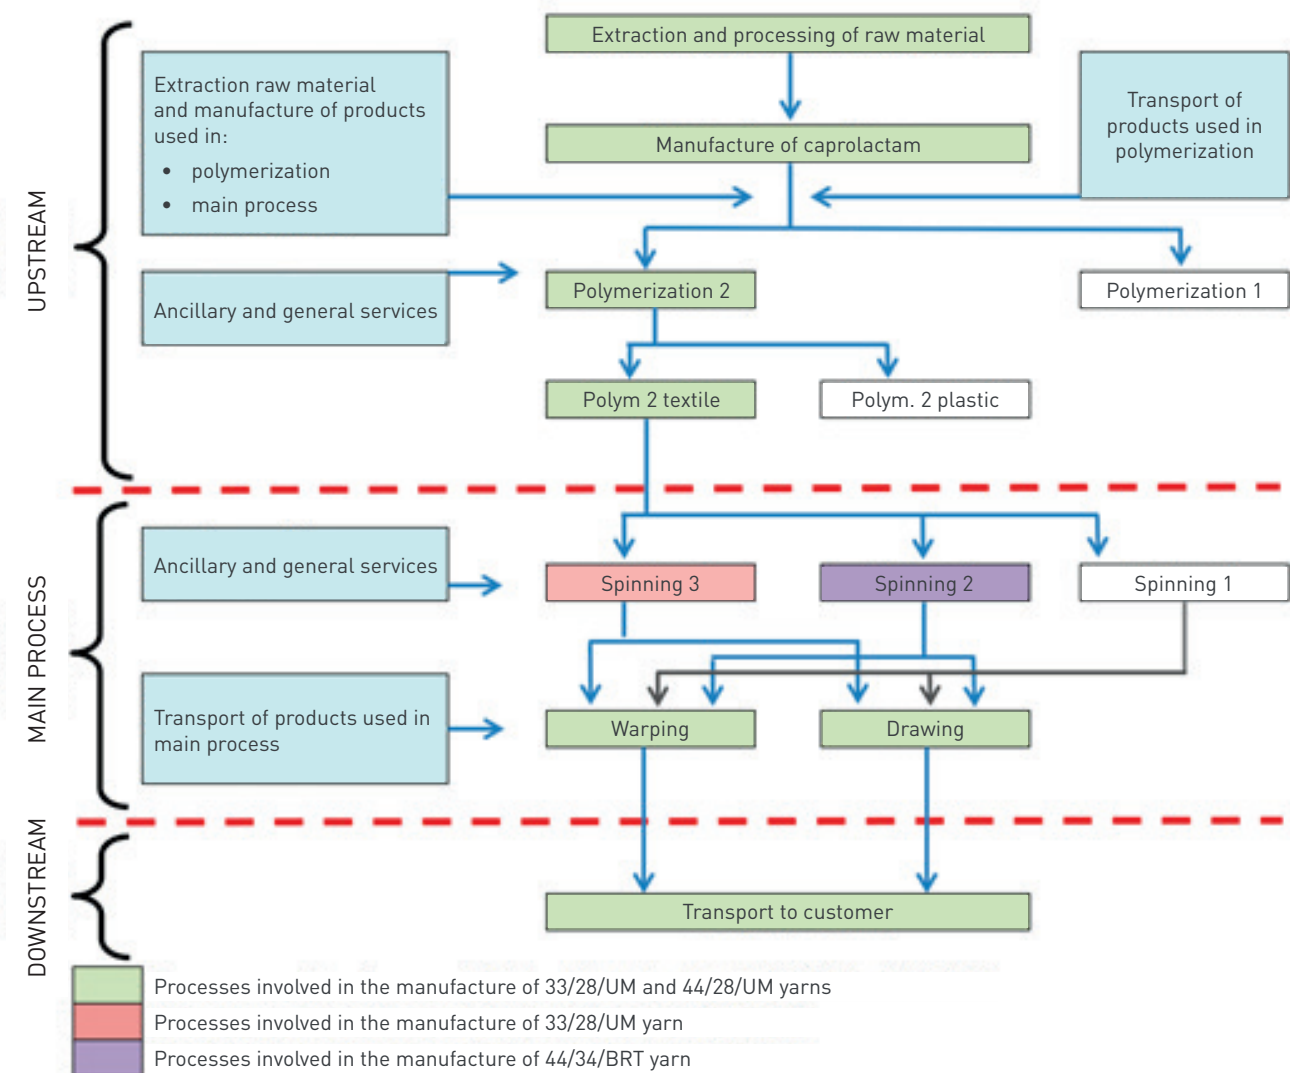 Extraction and processing of raw material
Extraction raw material
and manufacture of products
used in:
• polymerization
• main process
Transport of
products used in
polymerization
Manufacture of caprolactam
UPSTREAM
Ancillary and general services
Polymerization 2
Polymerization 1
Polym 2 textile
Polym. 2 plastic
MAIN PROCESS
Ancillary and general services
Spinning 3
Spinning 2
Spinning 1
Transport of products used in
main process
Warping
Drawing
DOWNSTREAM
Transport to customer
Processes involved in the manufacture of 33/28/UM and 44/28/UM yarns
Processes involved in the manufacture of 33/28/UM yarn
Processes involved in the manufacture of 44/34/BRT yarn